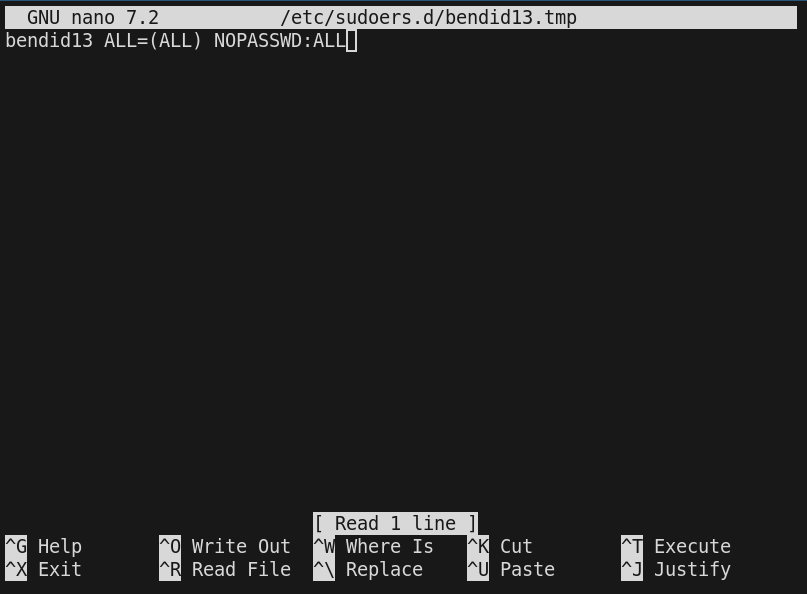 GNU nano 7.2 /etc/sudoers.d/bendid13.tmp
bendid13 ALL=(ALL) NOPASSWD:ALL
[ Read 1 line ]
^G Help ^O Write Out ^W Where Is ^K Cut ^T Execute
^X Exit ^R Read File ^\ Replace ^U Paste ^J Justify